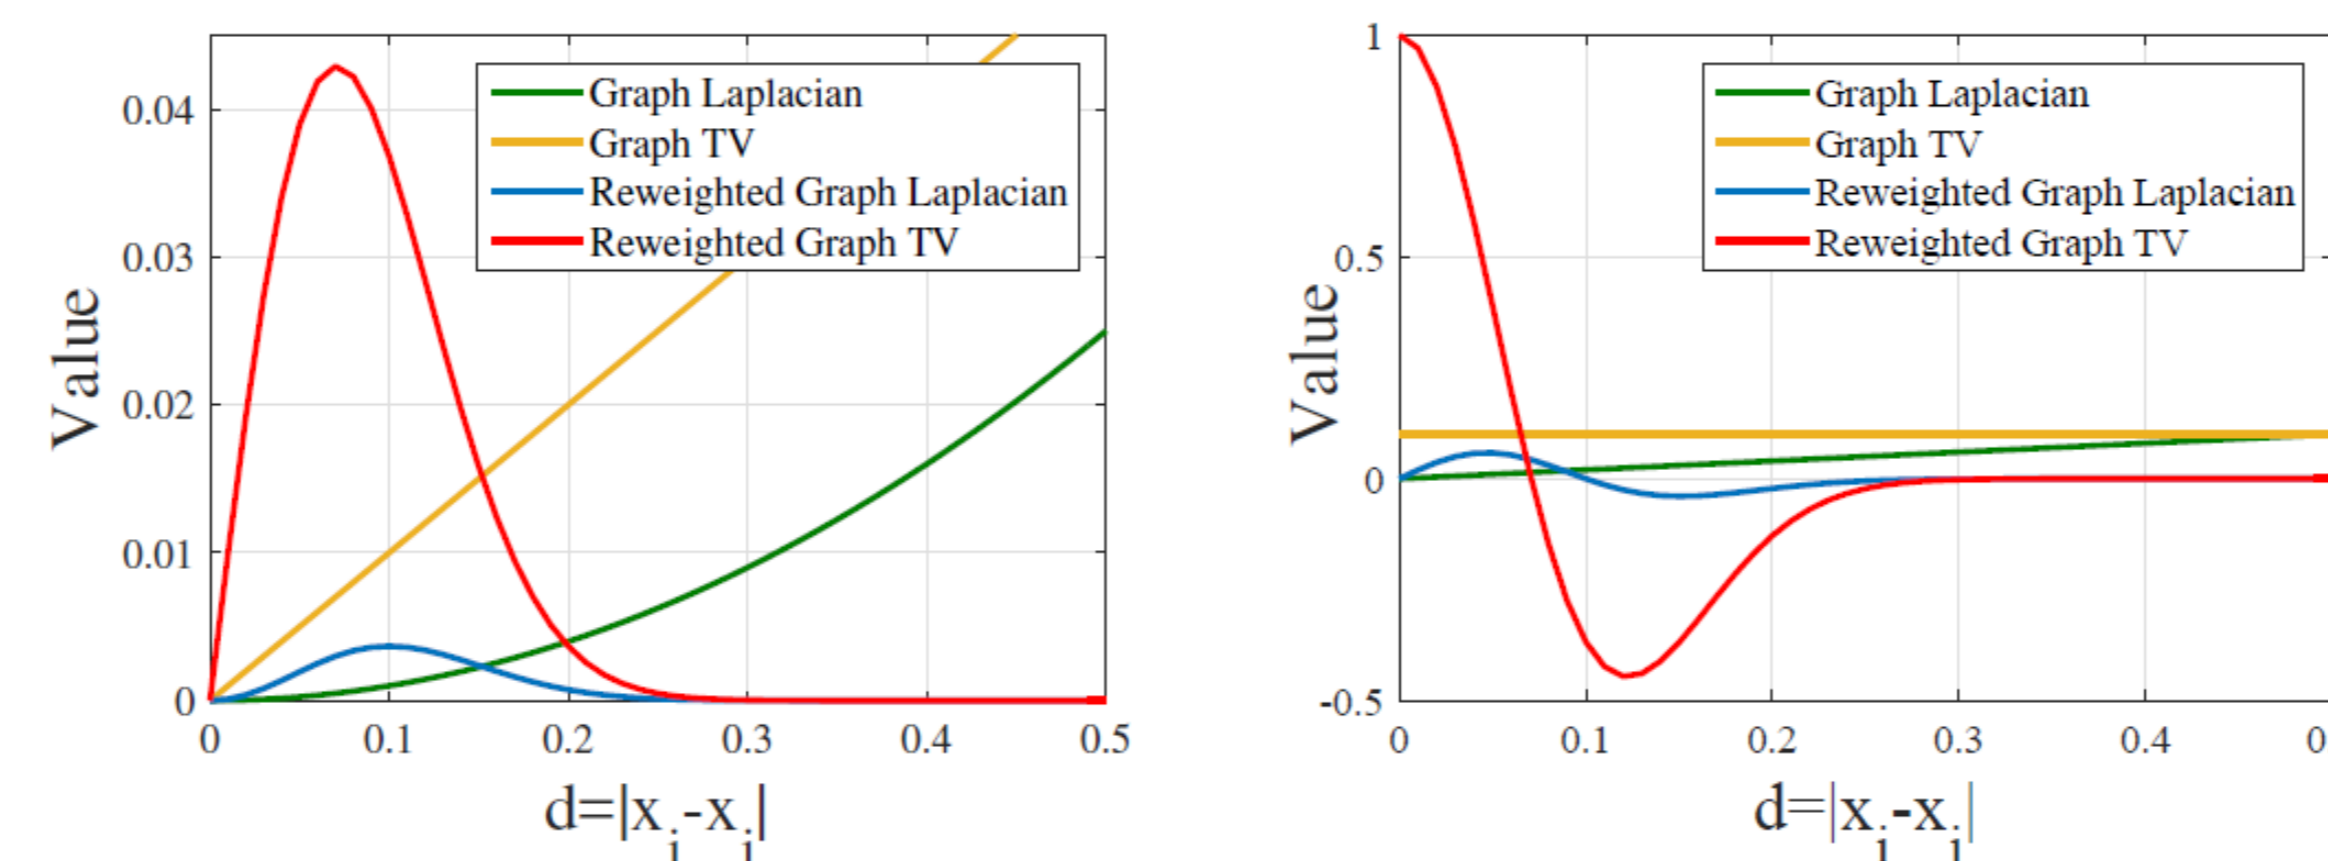 0.04
0.03
0.02
0.01
0
Value
Graph Laplacian
Graph TV
Reweighted Graph Laplacian
Reweighted Graph TV
0 0.1 0.2 0.3 0.4 0.5
d=|x_i-x_j|
1
0.5
0
-0.5
Value
Graph Laplacian
Graph TV
Reweighted Graph Laplacian
Reweighted Graph TV
0 0.1 0.2 0.3 0.4 0
d=|x_i-x_j|